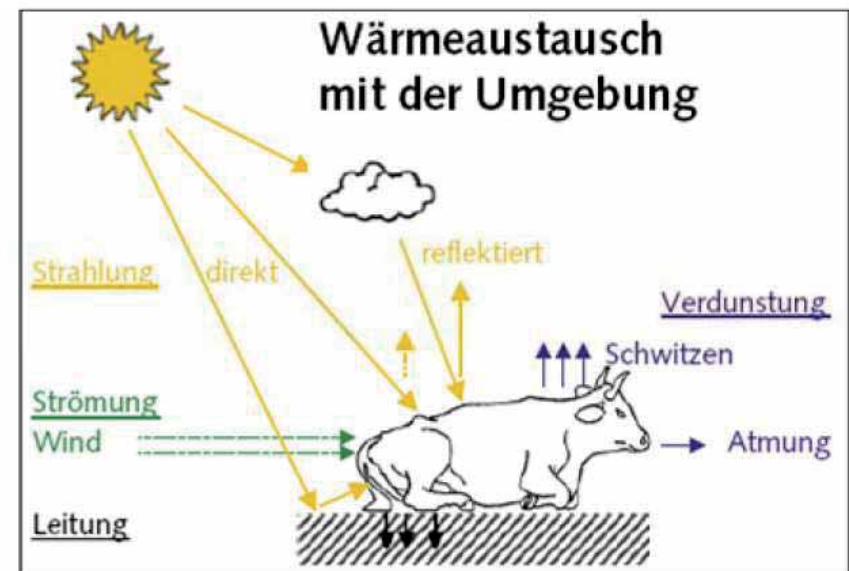 Wärmeaustausch
mit der Umgebung
Strahlung
direkt
reflektiert
Verdunstung
Schwitzen
Strömung
Wind
Atmung
Leitung